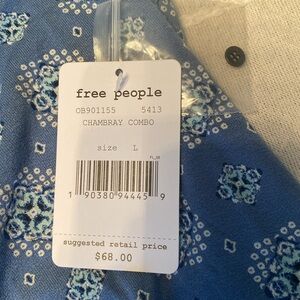 free people
OB901155 5413
CHAMBRAY COMBO
size L
1 90380 94445 9
suggested retail price
$68.00